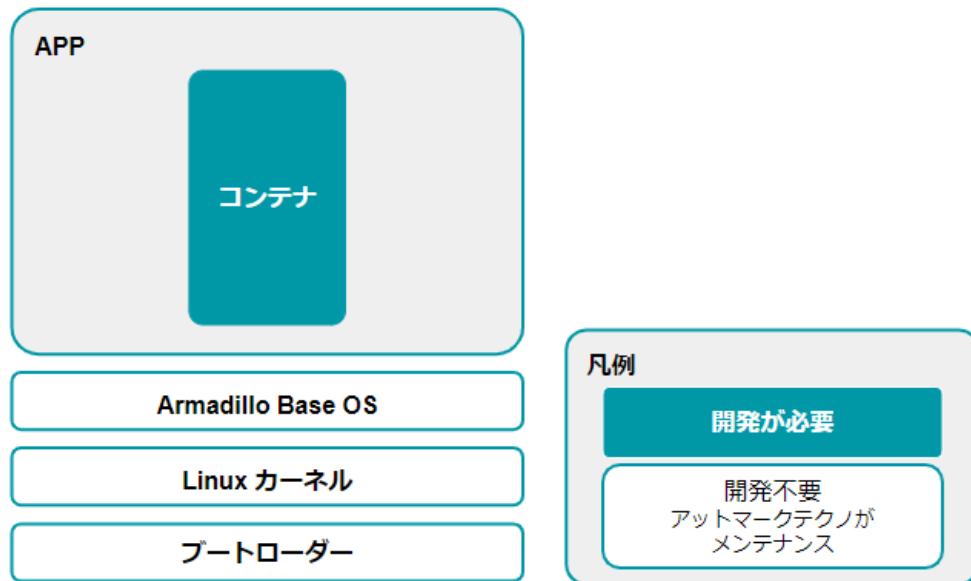 APP
コンテナ
Armadillo Base OS
Linux カーネル
ブートローダー
凡例
開発が必要
開発不要
アットマークテクノが
メンテナンス